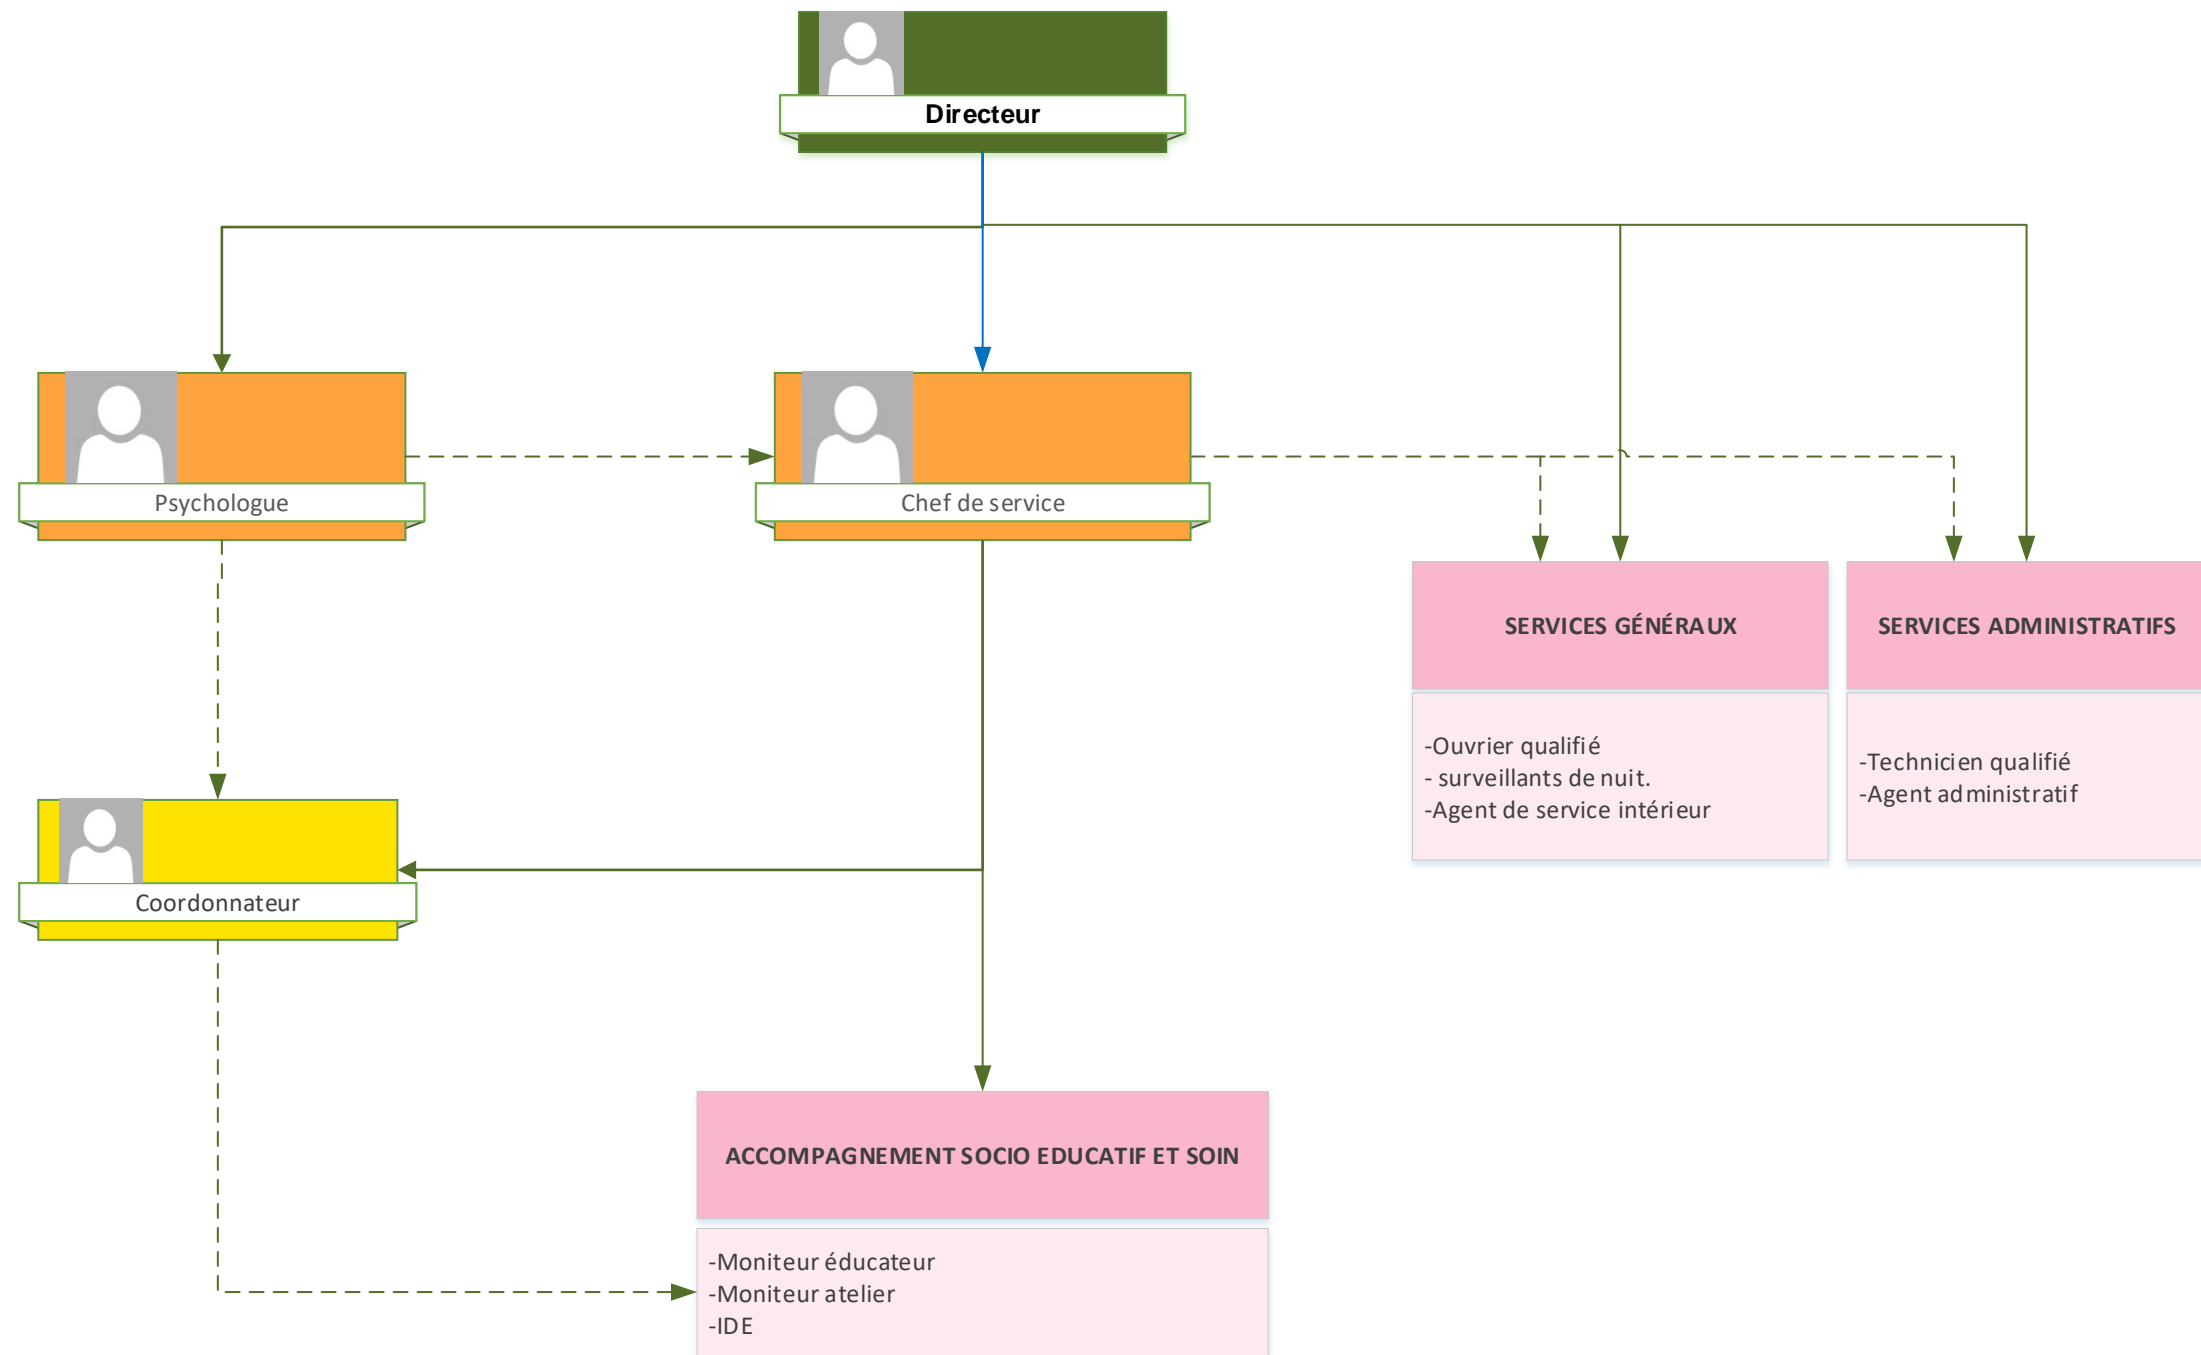 Directeur
Psychologue
Chef de service
SERVICES GÉNÉRAUX
SERVICES ADMINISTRATIFS
-Ouvrier qualifié
- surveillants de nuit.
-Agent de service intérieur
-Technicien qualifié
-Agent administratif
Coordonnateur
ACCOMPAGNEMENT SOCIO EDUCATIF ET SOIN
-Moniteur éducateur
-Moniteur atelier
-IDE